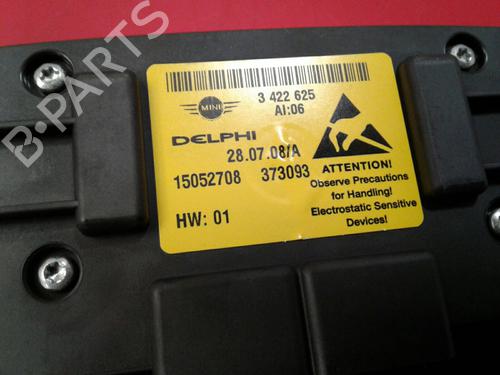 B-PARTS
MINI
3 422 625
AI:06
DELPHI
28.07.08/A
15052708 373093
HW: 01
ATTENTION!
Observe Precautions
for Handling!
Electrostatic Sensitive
Devices!